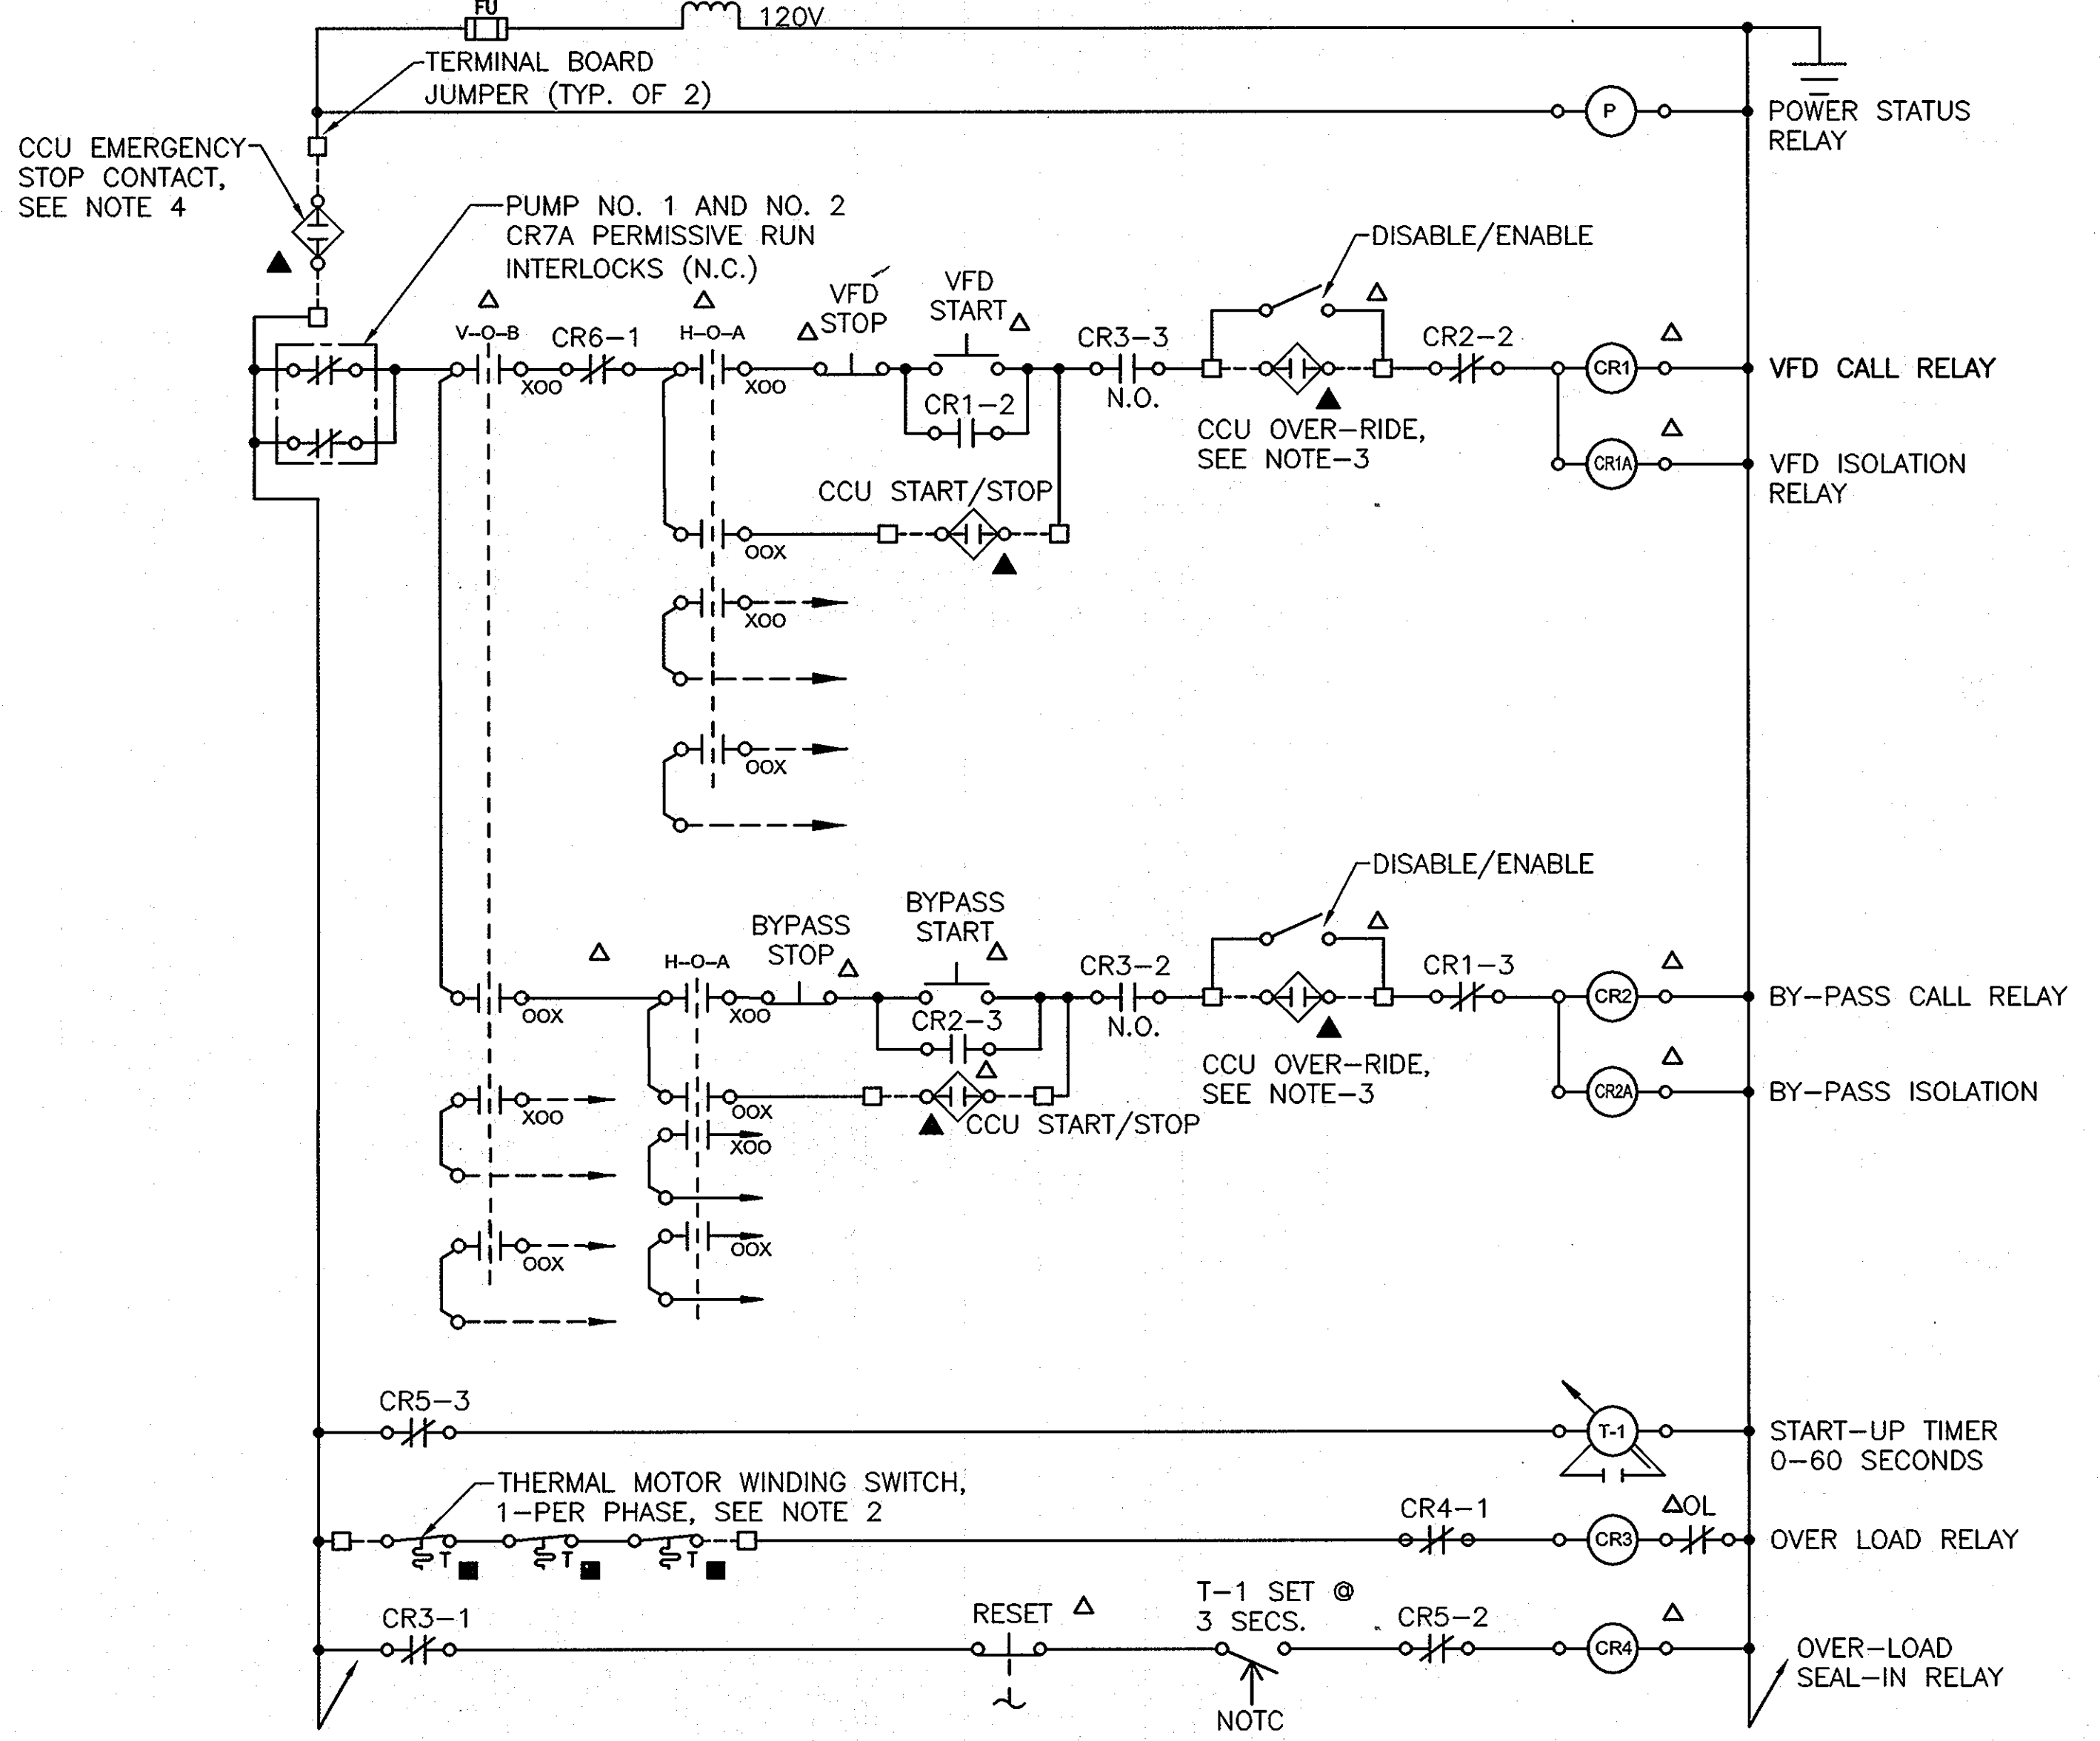 FU
120V
TERMINAL BOARD
JUMPER (TYP. OF 2)
P
POWER STATUS
RELAY
CCU EMERGENCY
STOP CONTACT,
SEE NOTE 4
PUMP NO. 1 AND NO. 2
CR7A PERMISSIVE RUN
INTERLOCKS (N.C.)
DISABLE/ENABLE
V-O-B
CR6-1
H-O-A
VFD
STOP
VFD
START
CR3-3
CR2-2
XOO
XOO
CR1-2
N.O.
CR1
VFD CALL RELAY
CCU OVER-RIDE,
SEE NOTE-3
CR1A
VFD ISOLATION
RELAY
CCU START/STOP
OOX
XOO
OOX
DISABLE/ENABLE
BYPASS
STOP
BYPASS
START
H-O-A
CR3-2
CR1-3
OOX
XOO
CR2-3
N.O.
CR2
BY-PASS CALL RELAY
CCU OVER-RIDE,
SEE NOTE-3
CR2A
BY-PASS ISOLATION
XOO
OOX
CCU START/STOP
XOO
OOX
OOX
CR5-3
T-1
START-UP TIMER
0-60 SECONDS
THERMAL MOTOR WINDING SWITCH,
1-PER PHASE, SEE NOTE 2
T
T
T
CR4-1
CR3
OL
OVER LOAD RELAY
CR3-1
RESET
T-1 SET @
3 SECS.
NOTC
CR5-2
CR4
OVER-LOAD
SEAL-IN RELAY